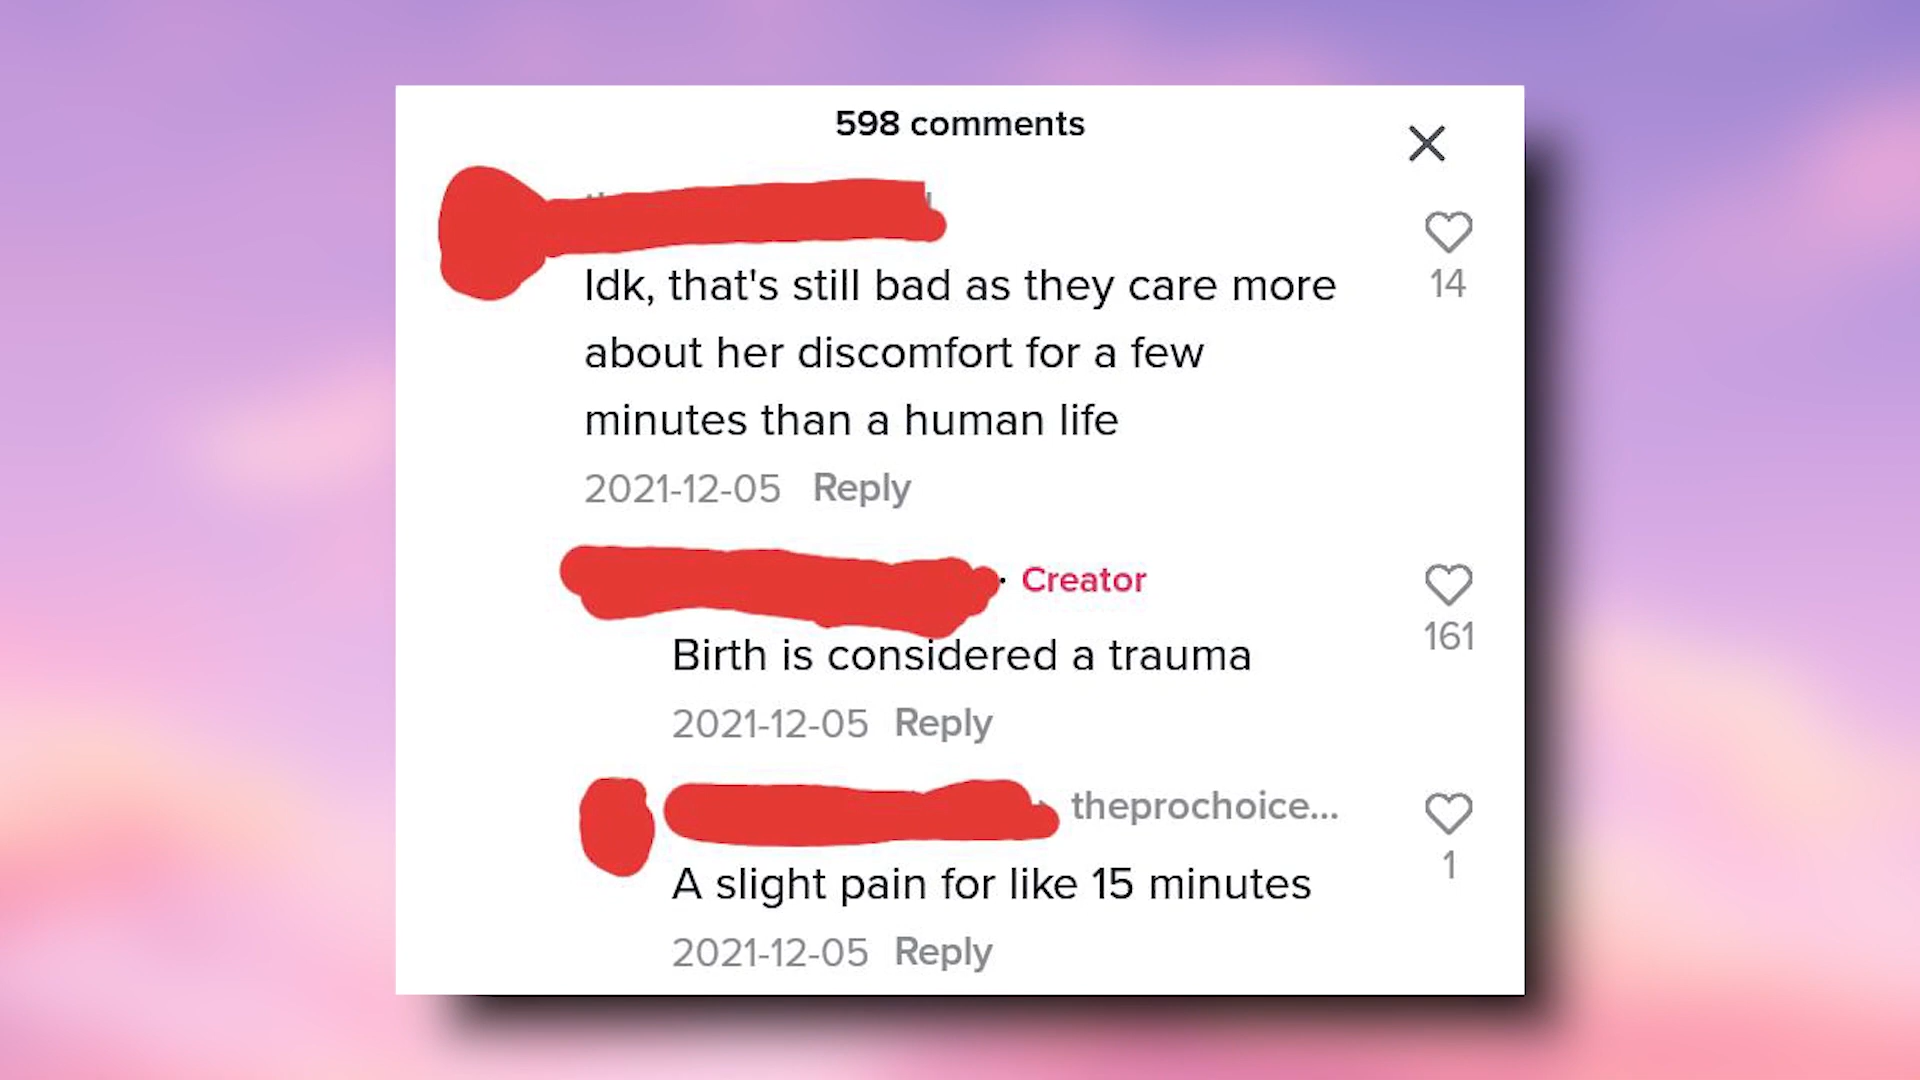 598 comments
Idk, that's still bad as they care more
14
about her discomfort for a few
minutes than a human life
2021-12-05 Reply
· Creator
Birth is considered a trauma
161
2021-12-05 Reply
theprochoice...
A slight pain for like 15 minutes
1
2021-12-05 Reply